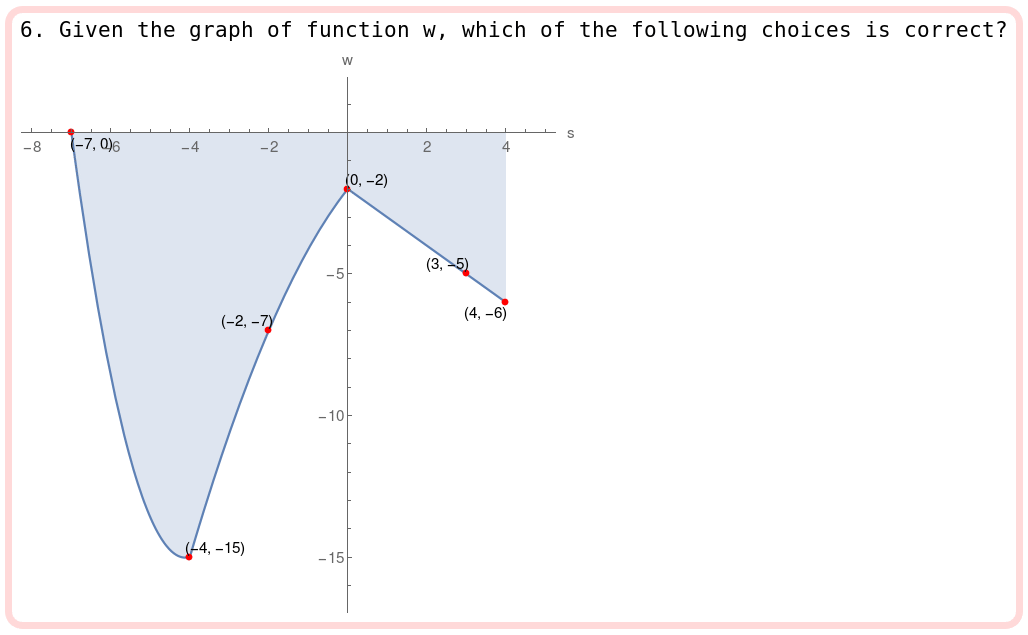 6. Given the graph of function w, which of the following choices is correct?
w
s
−8 −6 −4 −2 2 4
(−7, 0)
(0, −2)
(3, −5)
−5
(4, −6)
(−2, −7)
−10
(−4, −15)
−15